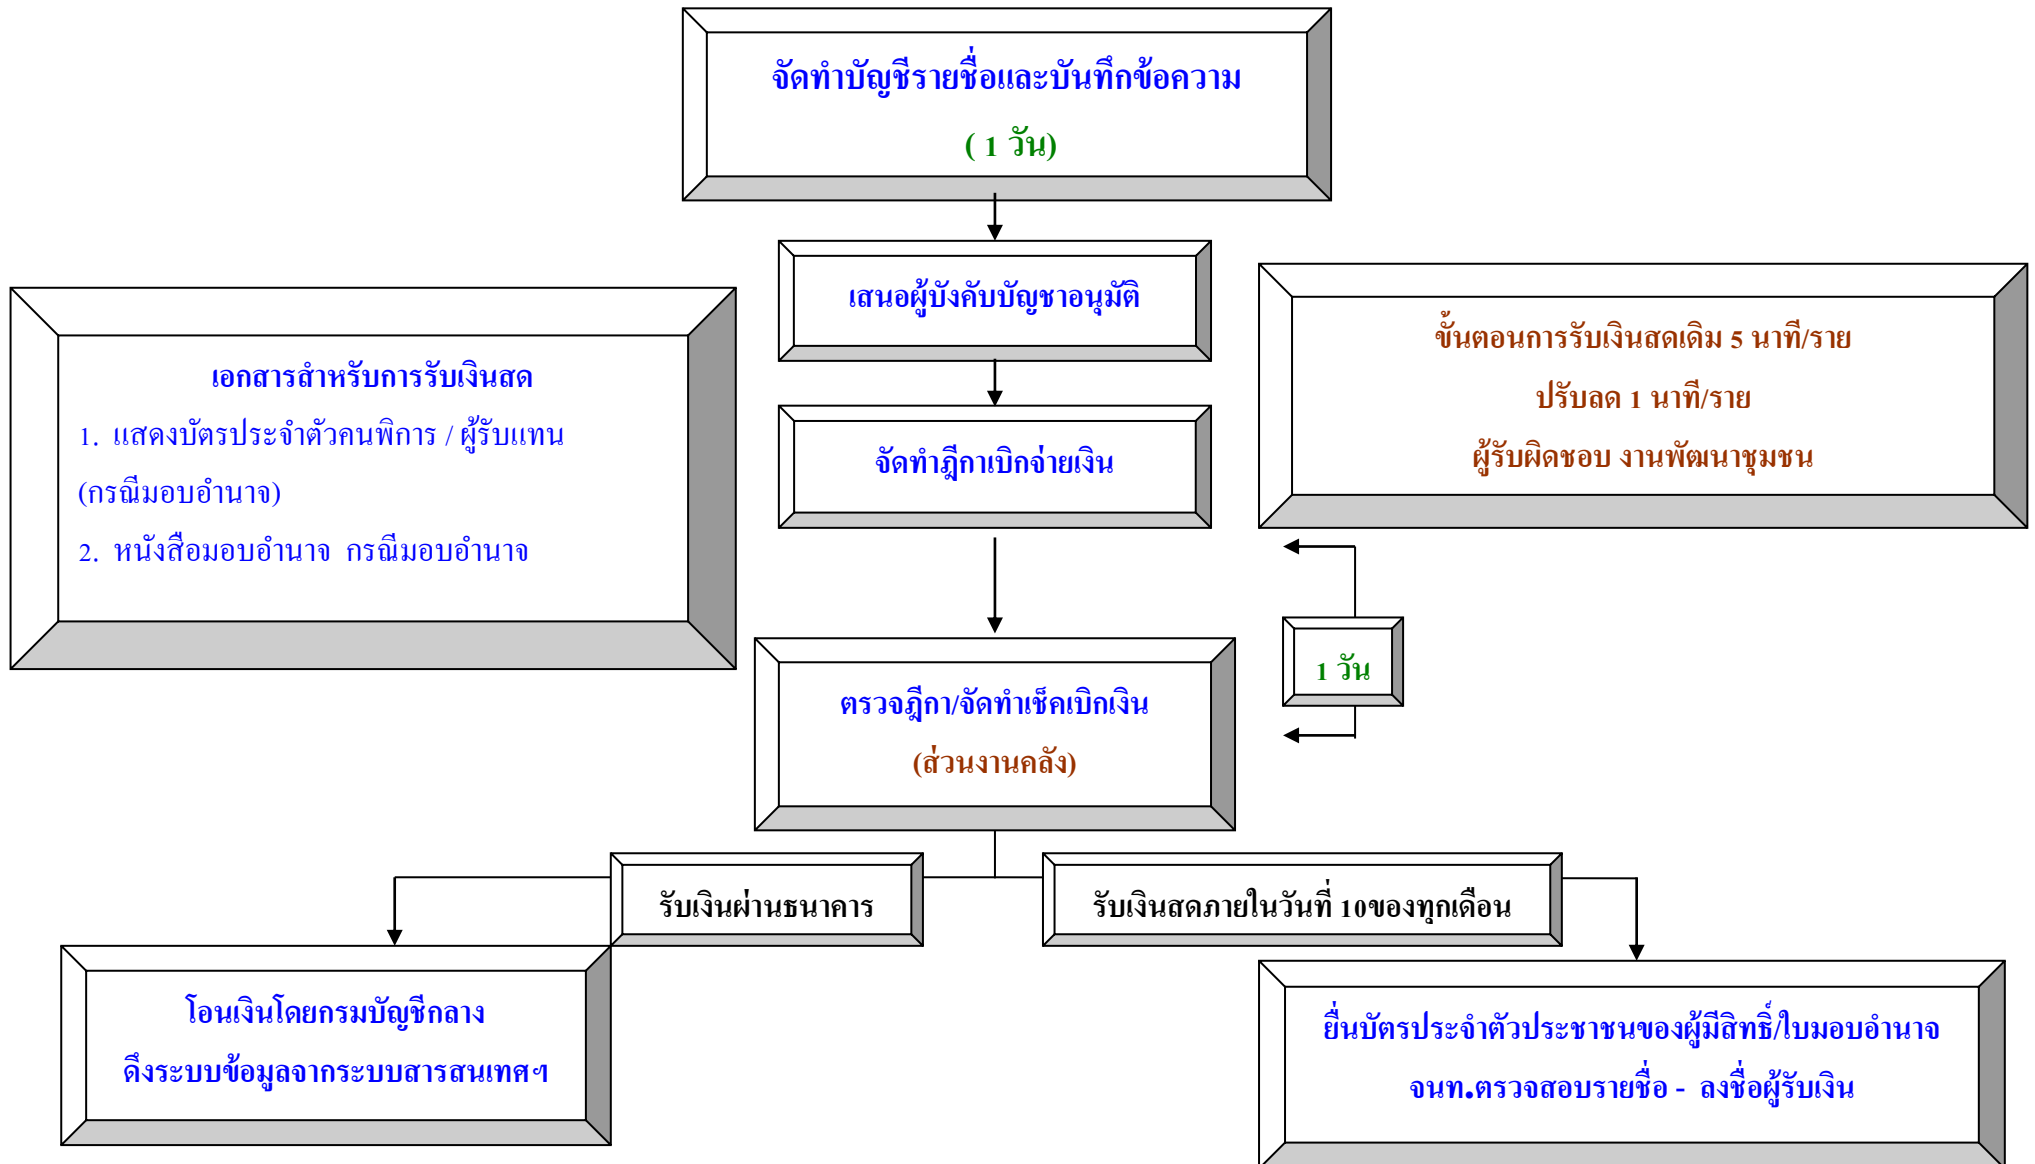 จัดทำบัญชีรายชื่อและบันทึกข้อความ
( 1 วัน)
เสนอผู้บังคับบัญชาอนุมัติ
ขั้นตอนการรับเงินสดเดิม 5 นาที/ราย
ปรับลด 1 นาที/ราย
ผู้รับผิดชอบ งานพัฒนาชุมชน
เอกสารสำหรับการรับเงินสด
1. แสดงบัตรประจำตัวคนพิการ / ผู้รับแทน
(กรณีมอบอำนาจ)
2. หนังสือมอบอำนาจ กรณีมอบอำนาจ
จัดทำฎีกาเบิกจ่ายเงิน
1 วัน
ตรวจฎีกา/จัดทำเช็คเบิกเงิน
(ส่วนงานคลัง)
รับเงินผ่านธนาคาร
รับเงินสดภายในวันที่ 10ของทุกเดือน
โอนเงินโดยกรมบัญชีกลาง
ดึงระบบข้อมูลจากระบบสารสนเทศฯ
ยื่นบัตรประจำตัวประชาชนของผู้มีสิทธิ์/ใบมอบอำนาจ
จนท.ตรวจสอบรายชื่อ - ลงชื่อผู้รับเงิน